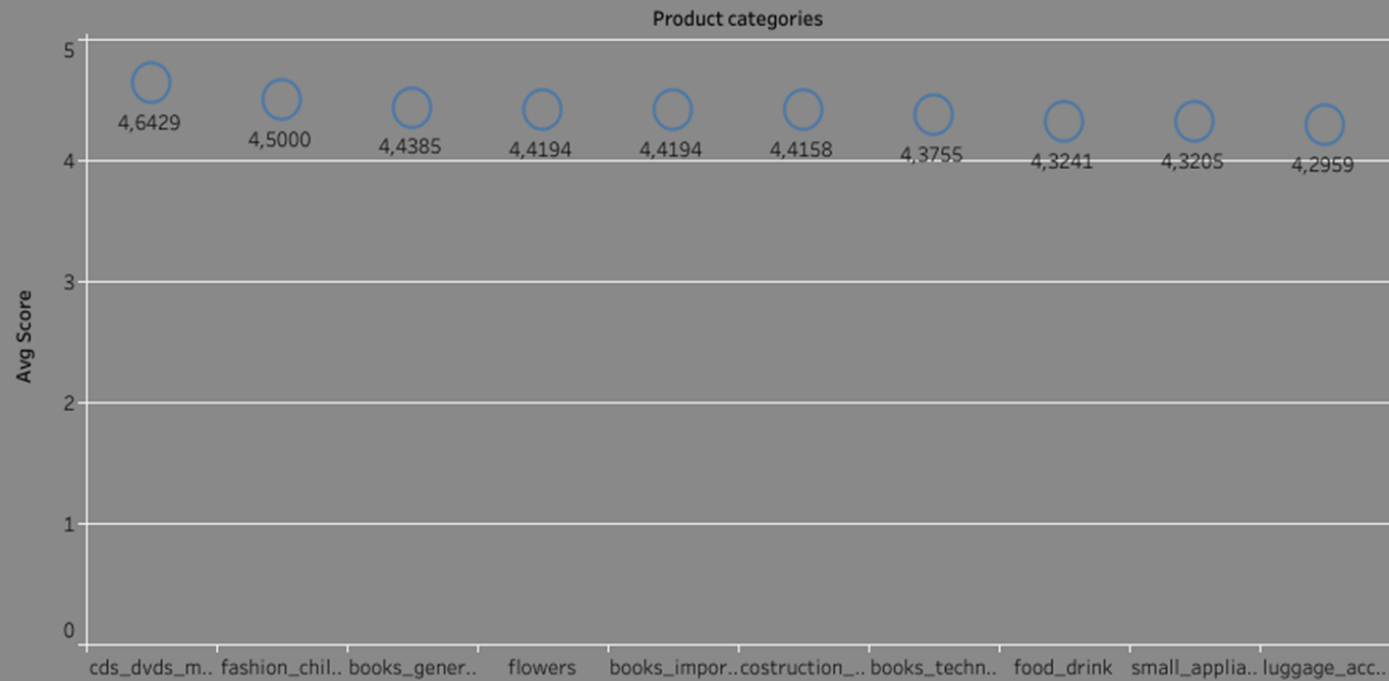 Product categories
5
4,6429
4,5000
4,4385
4,4194
4,4194
4,4158
4,3755
4,3241
4,3205
4,2959
4
3
Avg Score
2
1
0
cds_dvds_m..
fashion_chil..
books_gener..
flowers
books_impor..
costruction_..
books_techn..
food_drink
small_applia..
luggage_acc..